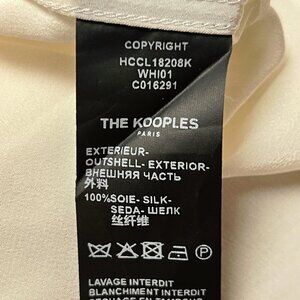 COPYRIGHT
HCCL18208K
WHI01
C016291
THE KOOPLES
PARIS
EXTERIEUR-
OUTSHELL- EXTERIOR-
ВНЕШНЯЯ ЧАСТЬ
外料
100%SOIE- SILK-
SEDA- ШЕЛК
丝纤维
P
LAVAGE INTERDIT
BLANCHIMENT INTERDIT